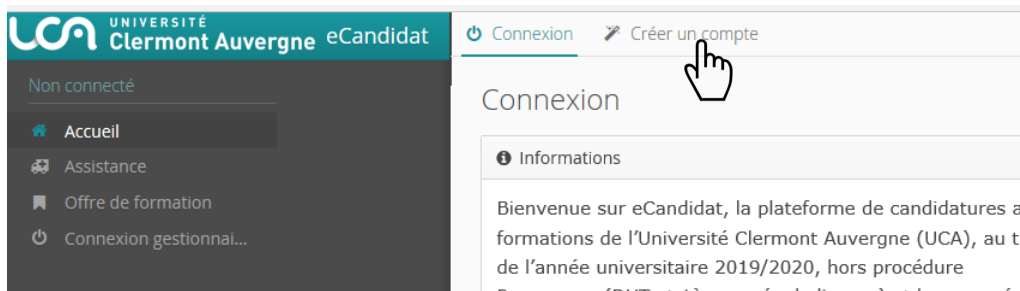 UCA UNIVERSITÉ Clermont Auvergne eCandidat
Non connecté
Accueil
Assistance
Offre de formation
Connexion gestionnai...
Connexion Créer un compte
Connexion
Informations
Bienvenue sur eCandidat, la plateforme de candidatures
formations de l'Université Clermont Auvergne (UCA), au
de l'année universitaire 2019/2020, hors procédure